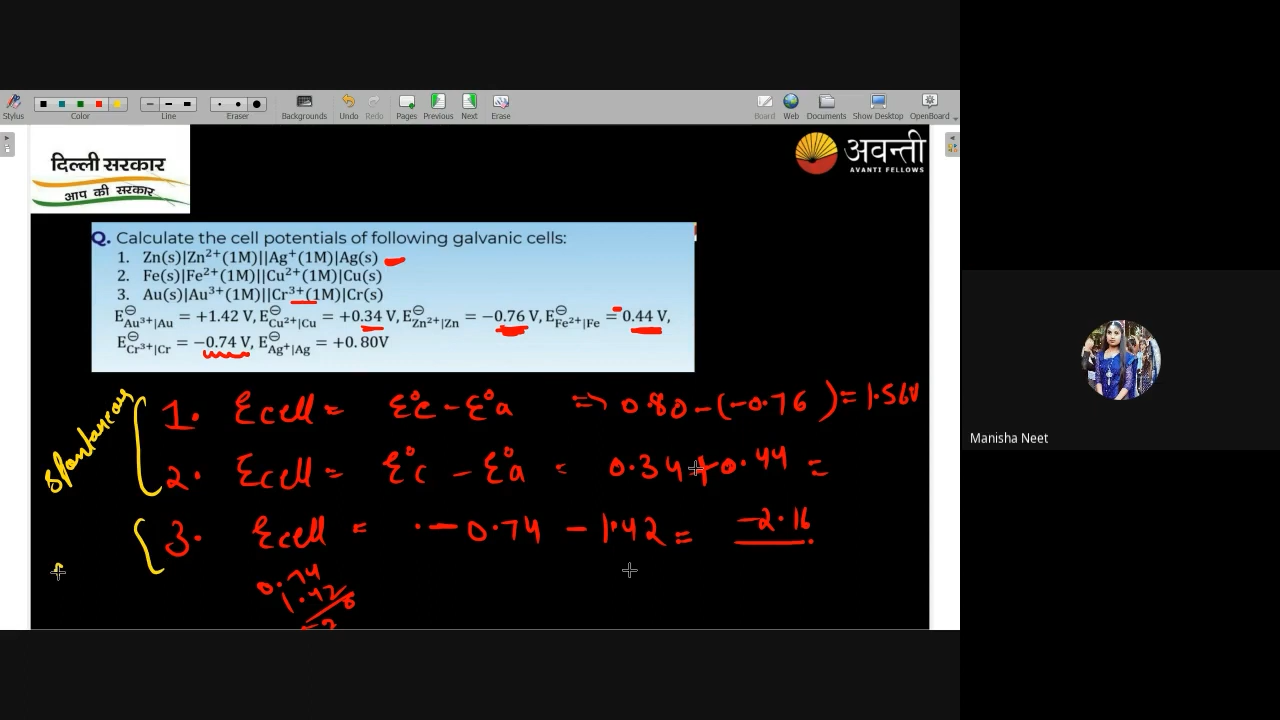 Stylus
Color
Line
Eraser
Backgrounds
Undo
Redo
Pages
Previous
Next
Erase
Board
Web
Documents
Show Desktop
OpenBoard
दिल्ली सरकार
आप की सरकार
अवन्ती
AVANTI FELLOWS
Q. Calculate the cell potentials of following galvanic cells:
1. Zn(s)|Zn²⁺(1M)||Ag⁺(1M)|Ag(s)
2. Fe(s)|Fe²⁺(1M)||Cu²⁺(1M)|Cu(s)
3. Au(s)|Au³⁺(1M)||Cr³⁺(1M)|Cr(s)
E⊖Au³⁺|Au = +1.42 V, E⊖Cu²⁺|Cu = +0.34 V, E⊖Zn²⁺|Zn = −0.76 V, E⊖Fe²⁺|Fe = 0.44 V,
E⊖Cr³⁺|Cr = −0.74 V, E⊖Ag⁺|Ag = +0.80V
Spontaneous
1. Ecell = E°c - E°a => 0.80 - (-0.76) = 1.56V
2. Ecell = E°c - E°a = 0.34 + 0.44 =
3. Ecell = - 0.74 - 1.42 = -2.16
0.74
1.42
Manisha Neet